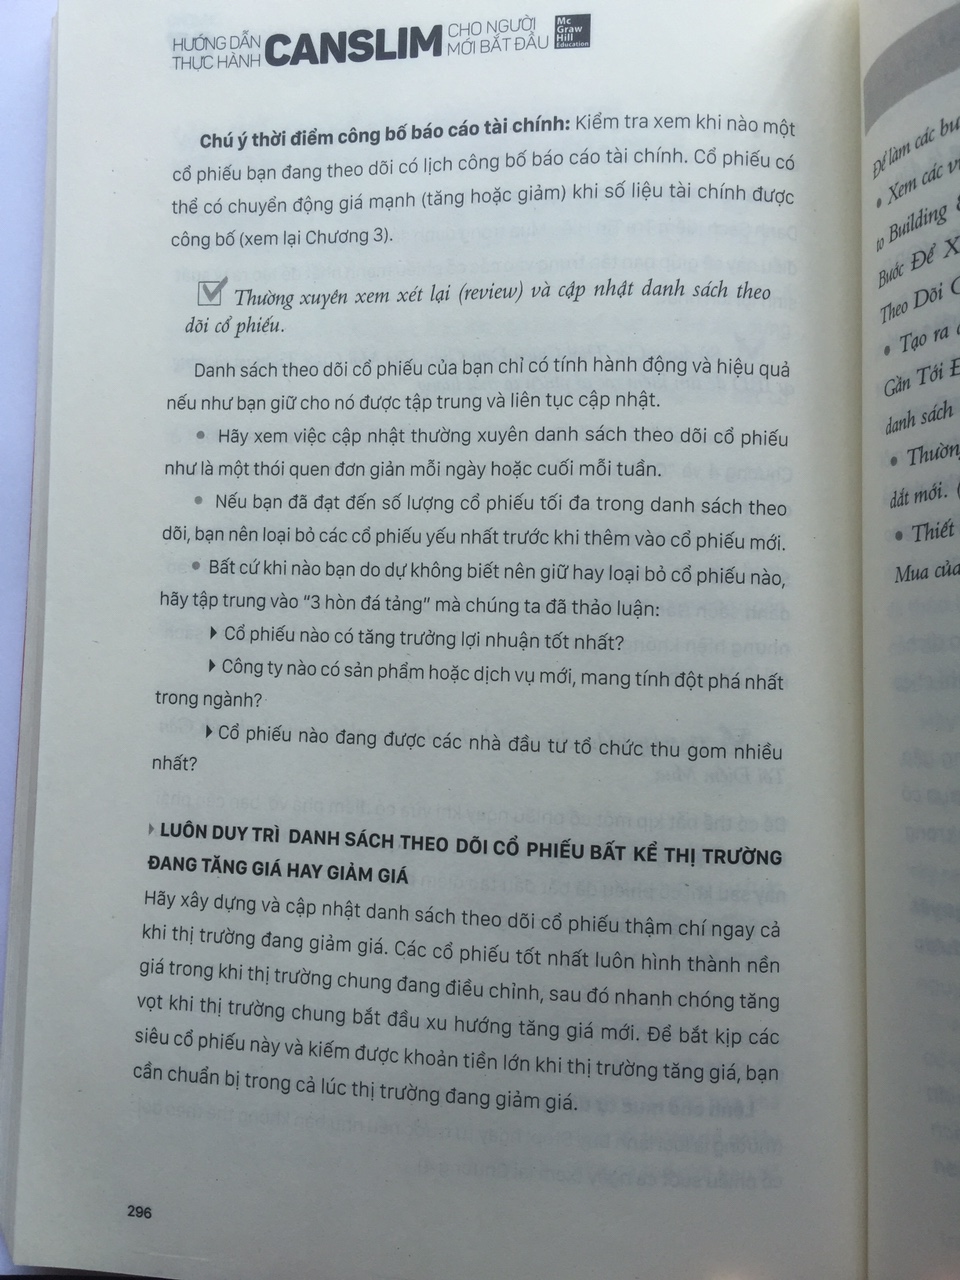 HƯỚNG DẪN
THỰC HÀNH
CANSLIM
CHO NGƯỜI
MỚI BẮT ĐẦU
Mc
Graw
Hill
Education
Chú ý thời điểm công bố báo cáo tài chính: Kiểm tra xem khi nào một
cổ phiếu bạn đang theo dõi có lịch công bố báo cáo tài chính. Cổ phiếu có
thể có chuyển động giá mạnh (tăng hoặc giảm) khi số liệu tài chính được
công bố (xem lại Chương 3).
Thường xuyên xem xét lại (review) và cập nhật danh sách theo
dõi cổ phiếu.
Danh sách theo dõi cổ phiếu của bạn chỉ có tính hành động và hiệu quả
nếu như bạn giữ cho nó được tập trung và liên tục cập nhật.
• Hãy xem việc cập nhật thường xuyên danh sách theo dõi cổ phiếu
như là một thói quen đơn giản mỗi ngày hoặc cuối mỗi tuần.
• Nếu bạn đã đạt đến số lượng cổ phiếu tối đa trong danh sách theo
dõi, bạn nên loại bỏ các cổ phiếu yếu nhất trước khi thêm vào cổ phiếu mới.
• Bất cứ khi nào bạn do dự không biết nên giữ hay loại bỏ cổ phiếu nào,
hãy tập trung vào "3 hòn đá tảng" mà chúng ta đã thảo luận:
Cổ phiếu nào có tăng trưởng lợi nhuận tốt nhất?
Công ty nào có sản phẩm hoặc dịch vụ mới, mang tính đột phá nhất
trong ngành?
Cổ phiếu nào đang được các nhà đầu tư tổ chức thu gom nhiều
nhất?
LUÔN DUY TRÌ DANH SÁCH THEO DÕI CỔ PHIẾU BẤT KỂ THỊ TRƯỜNG
ĐANG TĂNG GIÁ HAY GIẢM GIÁ
Hãy xây dựng và cập nhật danh sách theo dõi cổ phiếu thậm chí ngay cả
khi thị trường đang giảm giá. Các cổ phiếu tốt nhất luôn hình thành nền
giá trong khi thị trường chung đang điều chỉnh, sau đó nhanh chóng tăng
vọt khi thị trường chung bắt đầu xu hướng tăng giá mới. Để bắt kịp các
siêu cổ phiếu này và kiếm được khoản tiền lớn khi thị trường tăng giá, bạn
cần chuẩn bị trong cả lúc thị trường đang giảm giá.
296
Để làm các
• Xem các
to Building
Bước Để
Theo Dõi
• Tạo ra
Gần Tới
danh sách
• Thườn
dắt mới.
• Thiết
Mua của